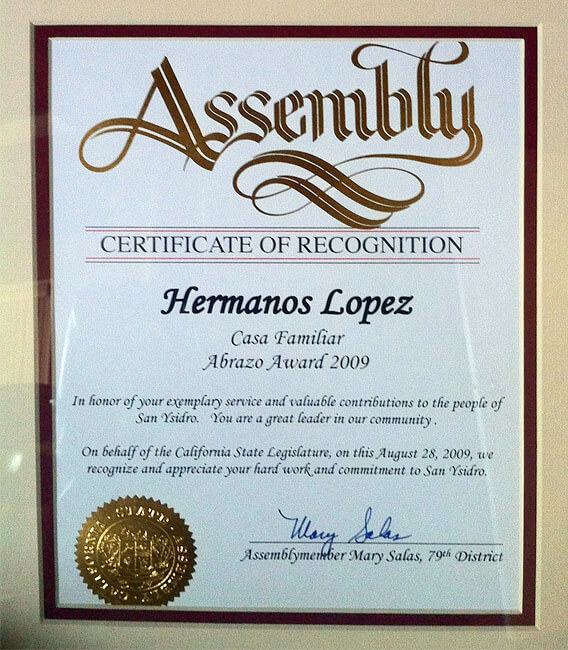 Assembly
CERTIFICATE OF RECOGNITION
Hermanos Lopez
Casa Familiar
Abrazo Award 2009
In honor of your exemplary service and valuable contributions to the people of
San Ysidro. You are a great leader in our community.
On behalf of the California State Legislature, on this August 28, 2009, we
recognize and appreciate your hard work and commitment to San Ysidro.
Mary Salas
Assemblymember Mary Salas, 79th District
CALIFORNIA STATE ASSEMBLY